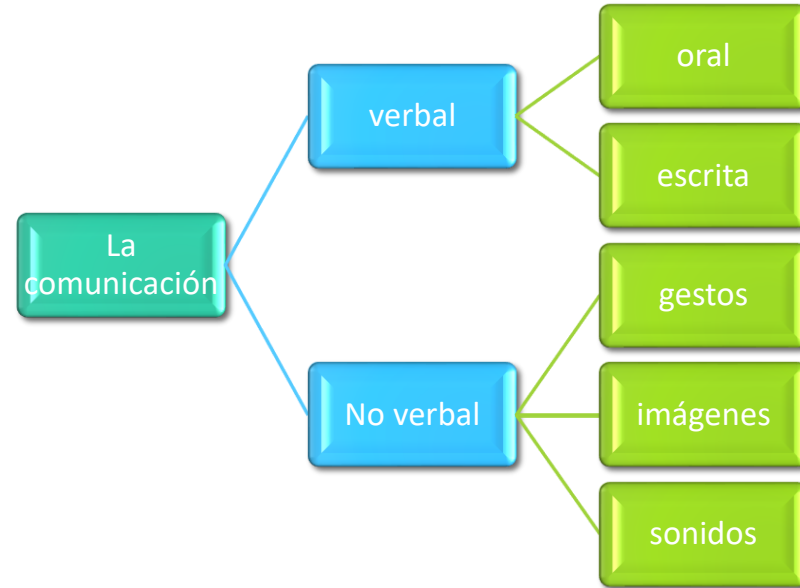 La
comunicación
verbal
oral
escrita
No verbal
gestos
imágenes
sonidos